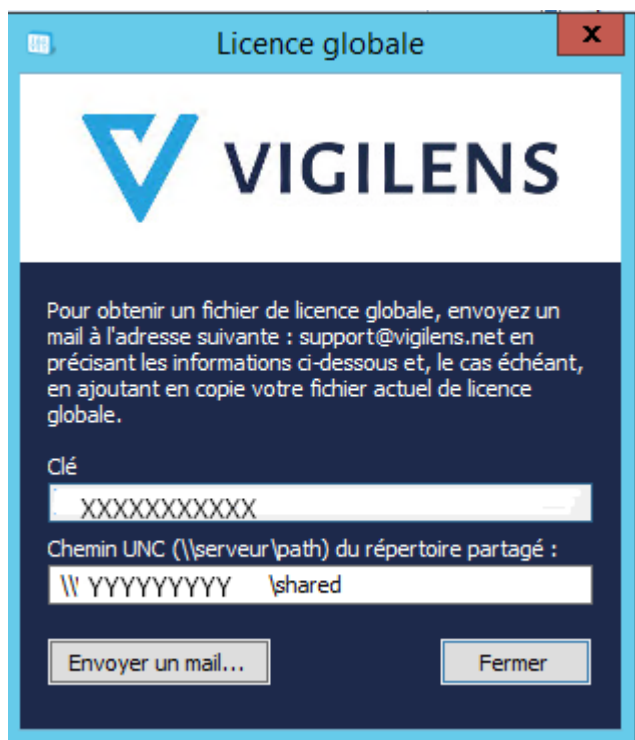 Licence globale
x
VIGILENS
Pour obtenir un fichier de licence globale, envoyez un
mail à l'adresse suivante : support@vigilens.net en
précisant les informations ci-dessous et, le cas échéant,
en ajoutant en copie votre fichier actuel de licence
globale.
Clé
XXXXXXXXXXX
Chemin UNC (\\serveur\path) du répertoire partagé :
\\ YYYYYYYYY \shared
Envoyer un mail... Fermer